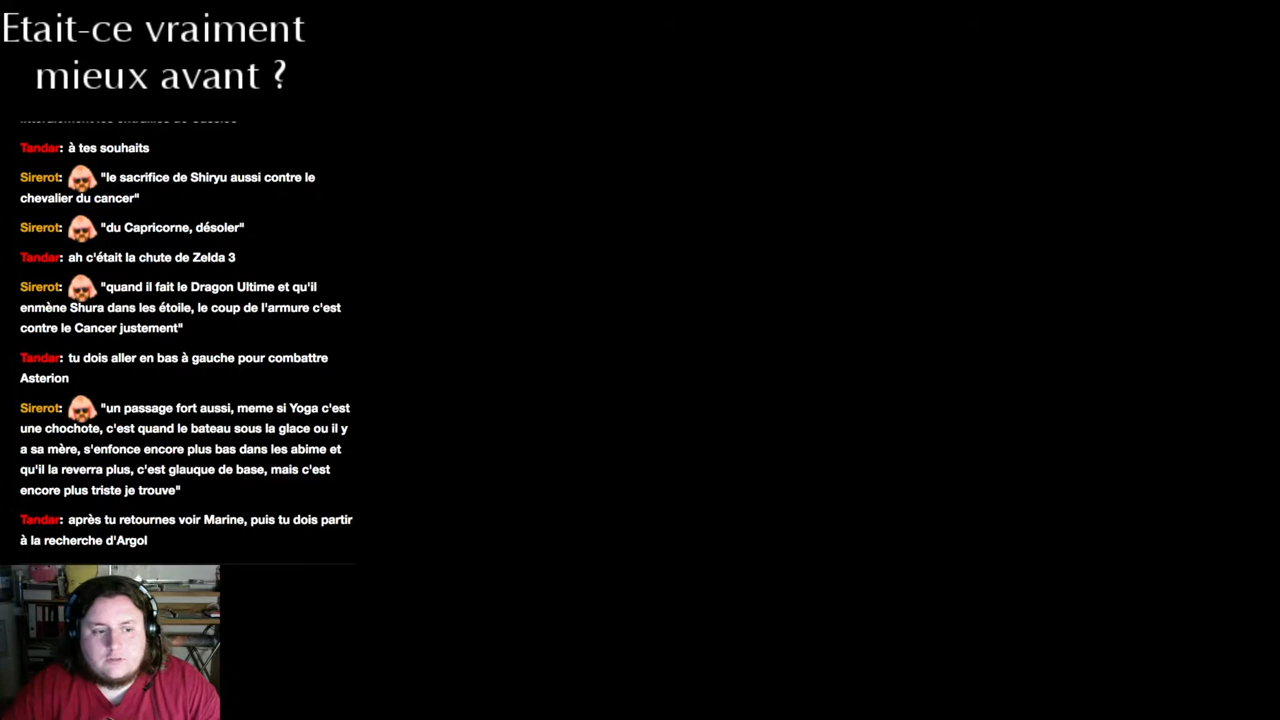 Etait-ce vraiment
mieux avant ?
Tandar: à tes souhaits
Sirerot: "le sacrifice de Shiryu aussi contre le
chevalier du cancer"
Sirerot: "du Capricorne, désoler"
Tandar: ah c'était la chute de Zelda 3
Sirerot: "quand il fait le Dragon Ultime et qu'il
enmène Shura dans les étoile, le coup de l'armure c'est
contre le Cancer justement"
Tandar: tu dois aller en bas à gauche pour combattre
Asterion
Sirerot: "un passage fort aussi, meme si Yoga c'est
une chochote, c'est quand le bateau sous la glace ou il y
a sa mère, s'enfonce encore plus bas dans les abime et
qu'il la reverra plus, c'est glauque de base, mais c'est
encore plus triste je trouve"
Tandar: après tu retournes voir Marine, puis tu dois partir
à la recherche d'Argol